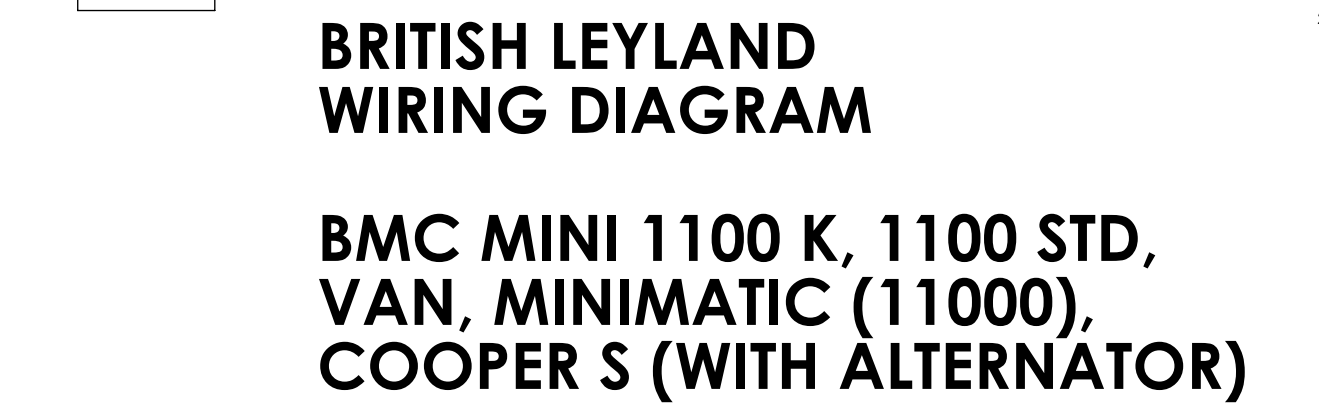 BRITISH LEYLAND
WIRING DIAGRAM
BMC MINI 1100 K, 1100 STD,
VAN, MINIMATIC (11000),
COOPER S (WITH ALTERNATOR)